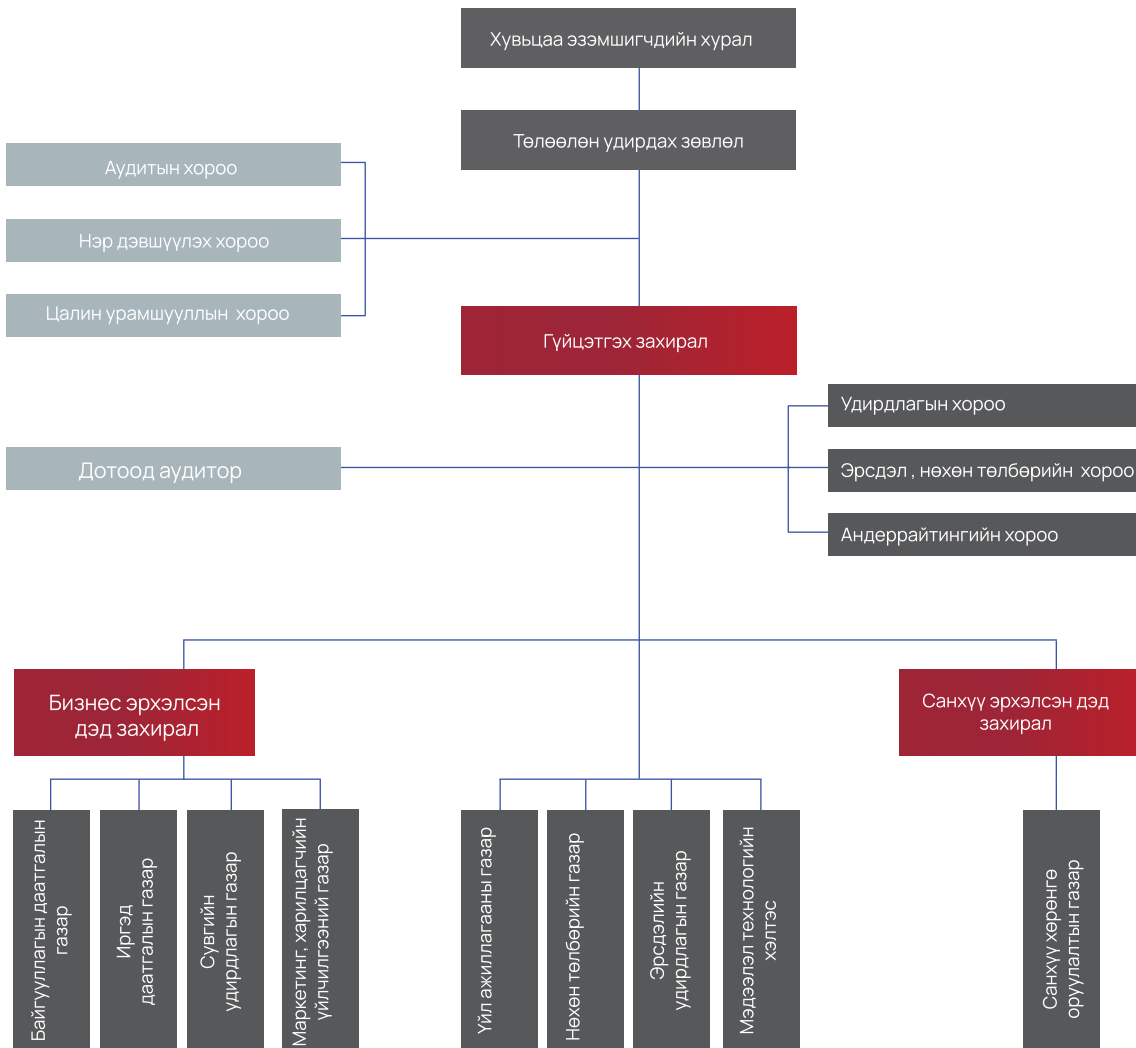 Хувьцаа эзэмшигчдийн хурал
Төлөөлөн удирдах зөвлөл
Аудитын хороо
Нэр дэвшүүлэх хороо
Цалин урамшууллын хороо
Гүйцэтгэх захирал
Удирдлагын хороо
Дотоод аудитор
Эрсдэл , нөхөн төлбөрийн хороо
Андеррайтингийн хороо
Бизнес эрхэлсэн
дэд захирал
Санхүү эрхэлсэн дэд
захирал
Байгууллагын даатгалын
газар
Иргэд
даатгалын газар
Сувгийн
удирдлагын газар
Маркетинг, харилцагчийн
үйлчилгээний газар
Үйл ажиллагааны газар
Нөхөн төлбөрийн газар
Эрсдэлийн
удирдлагын газар
Мэдээлэл технологийн
хэлтэс
Санхүү хөрөнгө
оруулалтын газар